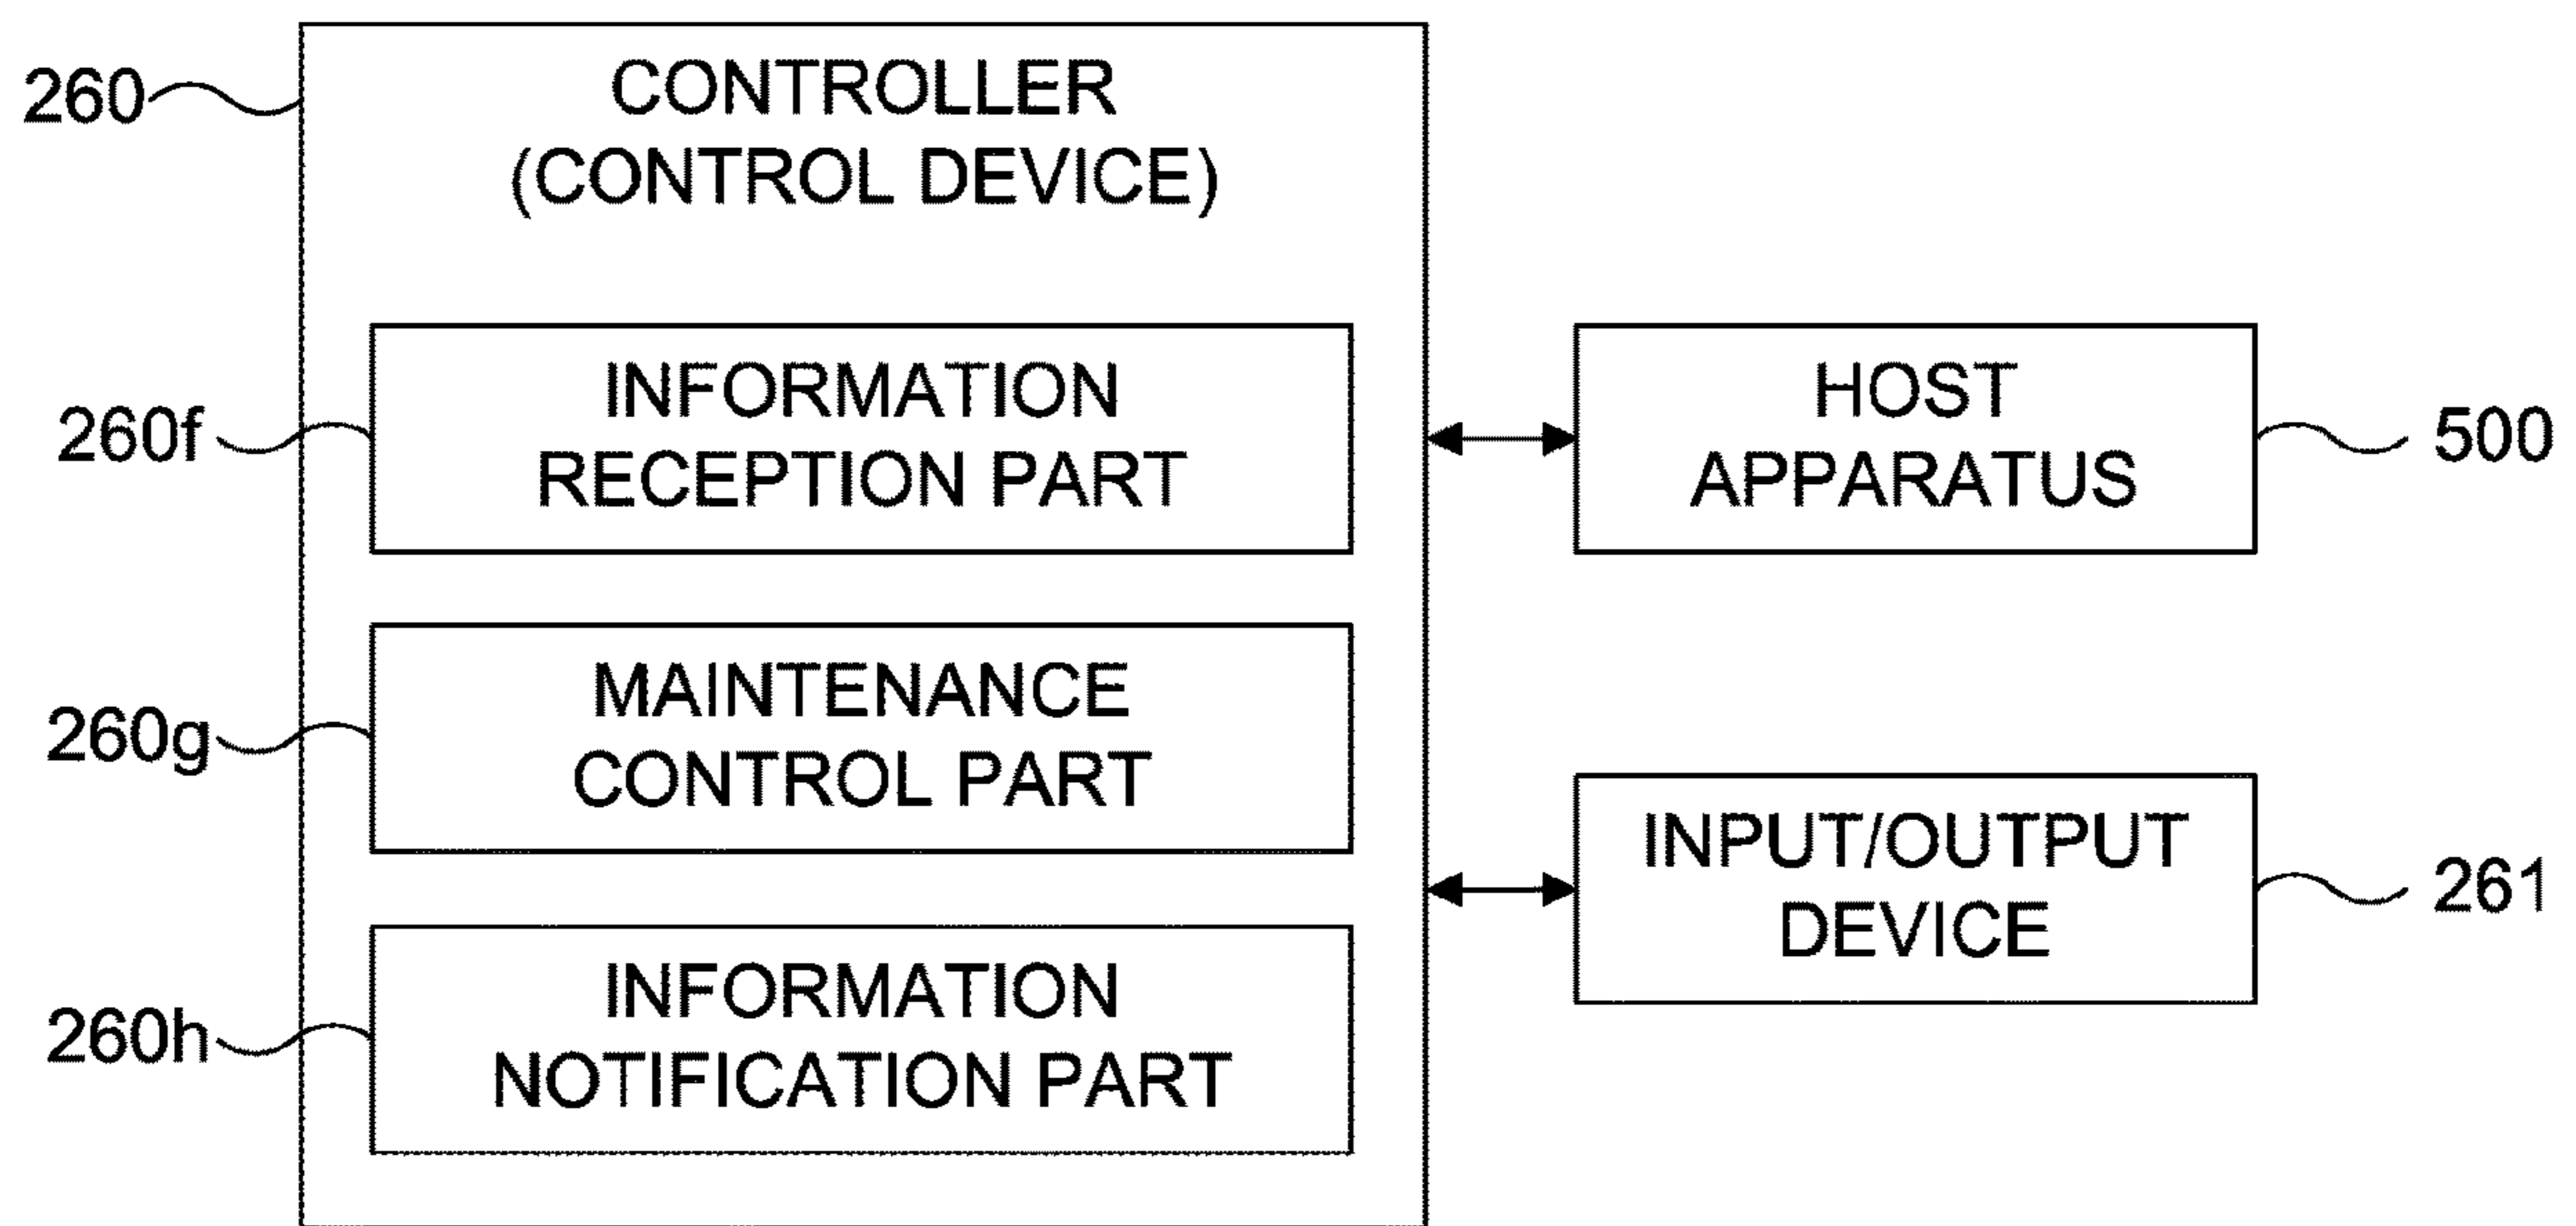 260
CONTROLLER
(CONTROL DEVICE)
260f
INFORMATION
RECEPTION PART
HOST
APPARATUS
500
260g
MAINTENANCE
CONTROL PART
INPUT/OUTPUT
DEVICE
261
260h
INFORMATION
NOTIFICATION PART